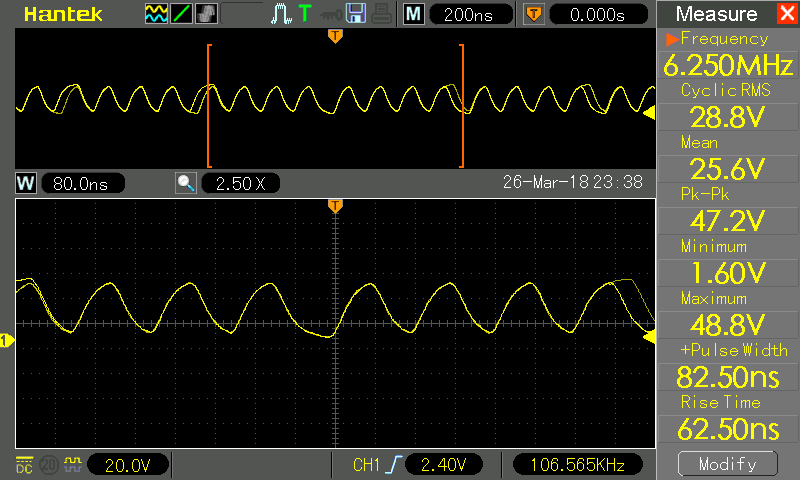 Hantek T M 200ns T 0.000s Measure X
T
Frequency
6.250MHz
Cyclic RMS
28.8V
Mean
25.6V
W 80.0ns 2.50X 26-Mar-18 23:38
Pk-Pk
T
47.2V
Minimum
1.60V
Maximum
48.8V
1
+Pulse Width
82.50ns
Rise Time
62.50ns
DC 20 20.0V CH1 2.40V 106.565KHz Modify